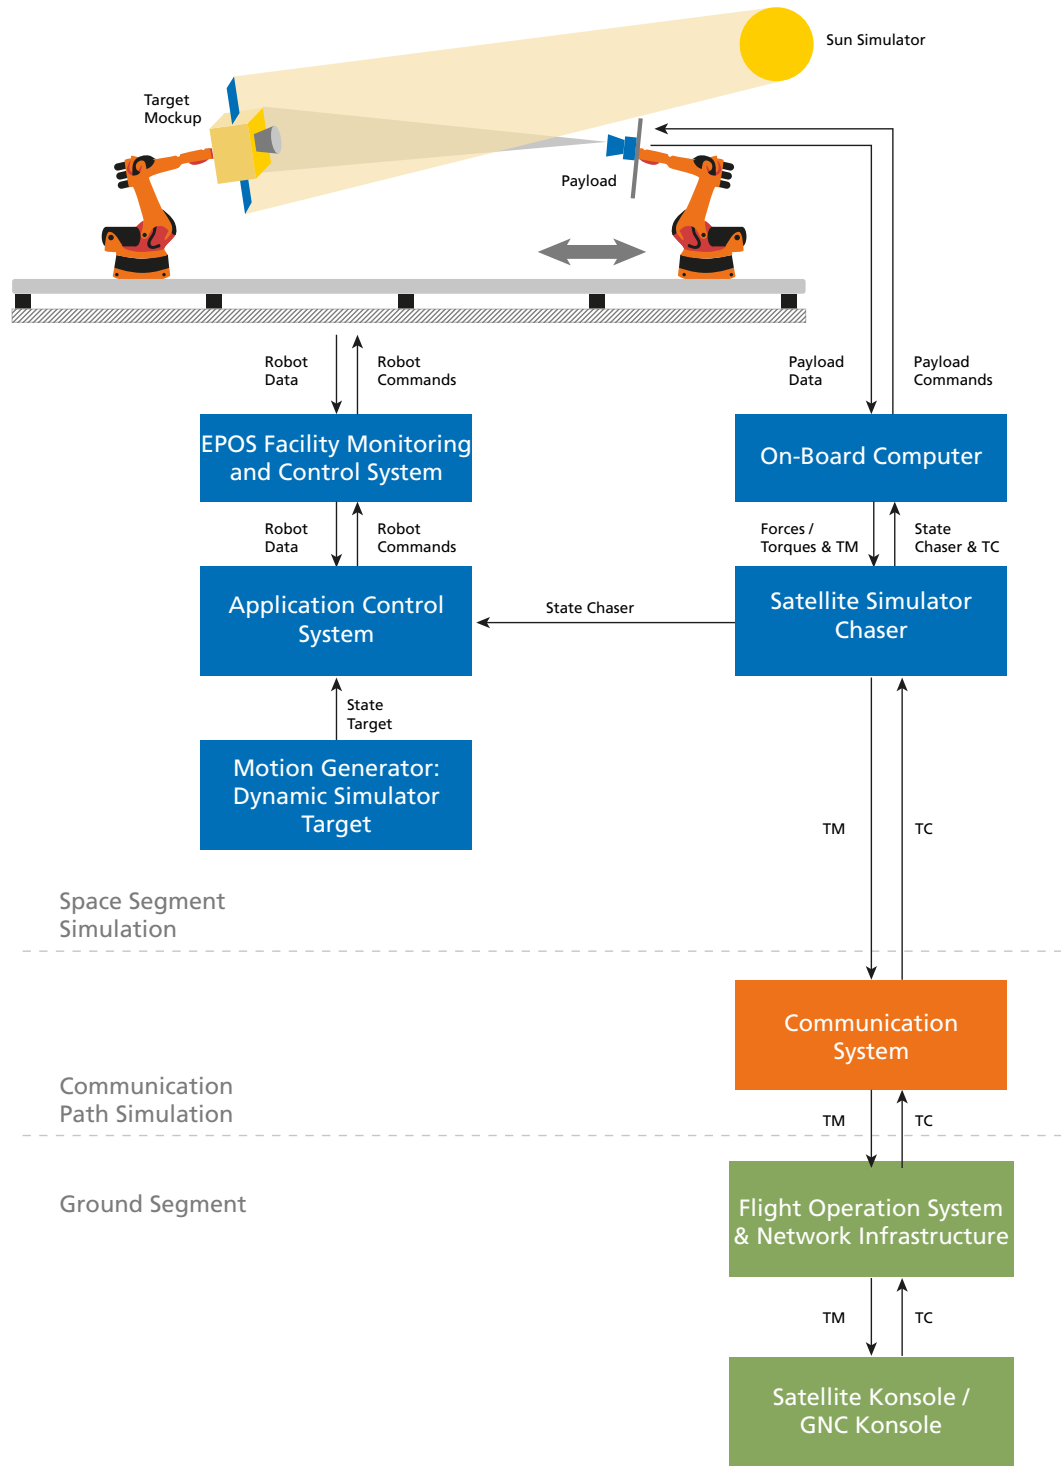 Sun Simulator
Target
Mockup
Payload
Robot
Data
Robot
Commands
Payload
Data
Payload
Commands
EPOS Facility Monitoring
and Control System
On-Board Computer
Robot
Data
Robot
Commands
Forces /
Torques & TM
State
Chaser & TC
Application Control
System
State Chaser
Satellite Simulator
Chaser
State
Target
Motion Generator:
Dynamic Simulator
Target
TM
TC
Space Segment
Simulation
Communication
System
Communication
Path Simulation
TM
TC
Ground Segment
Flight Operation System
& Network Infrastructure
TM
TC
Satellite Konsole /
GNC Konsole